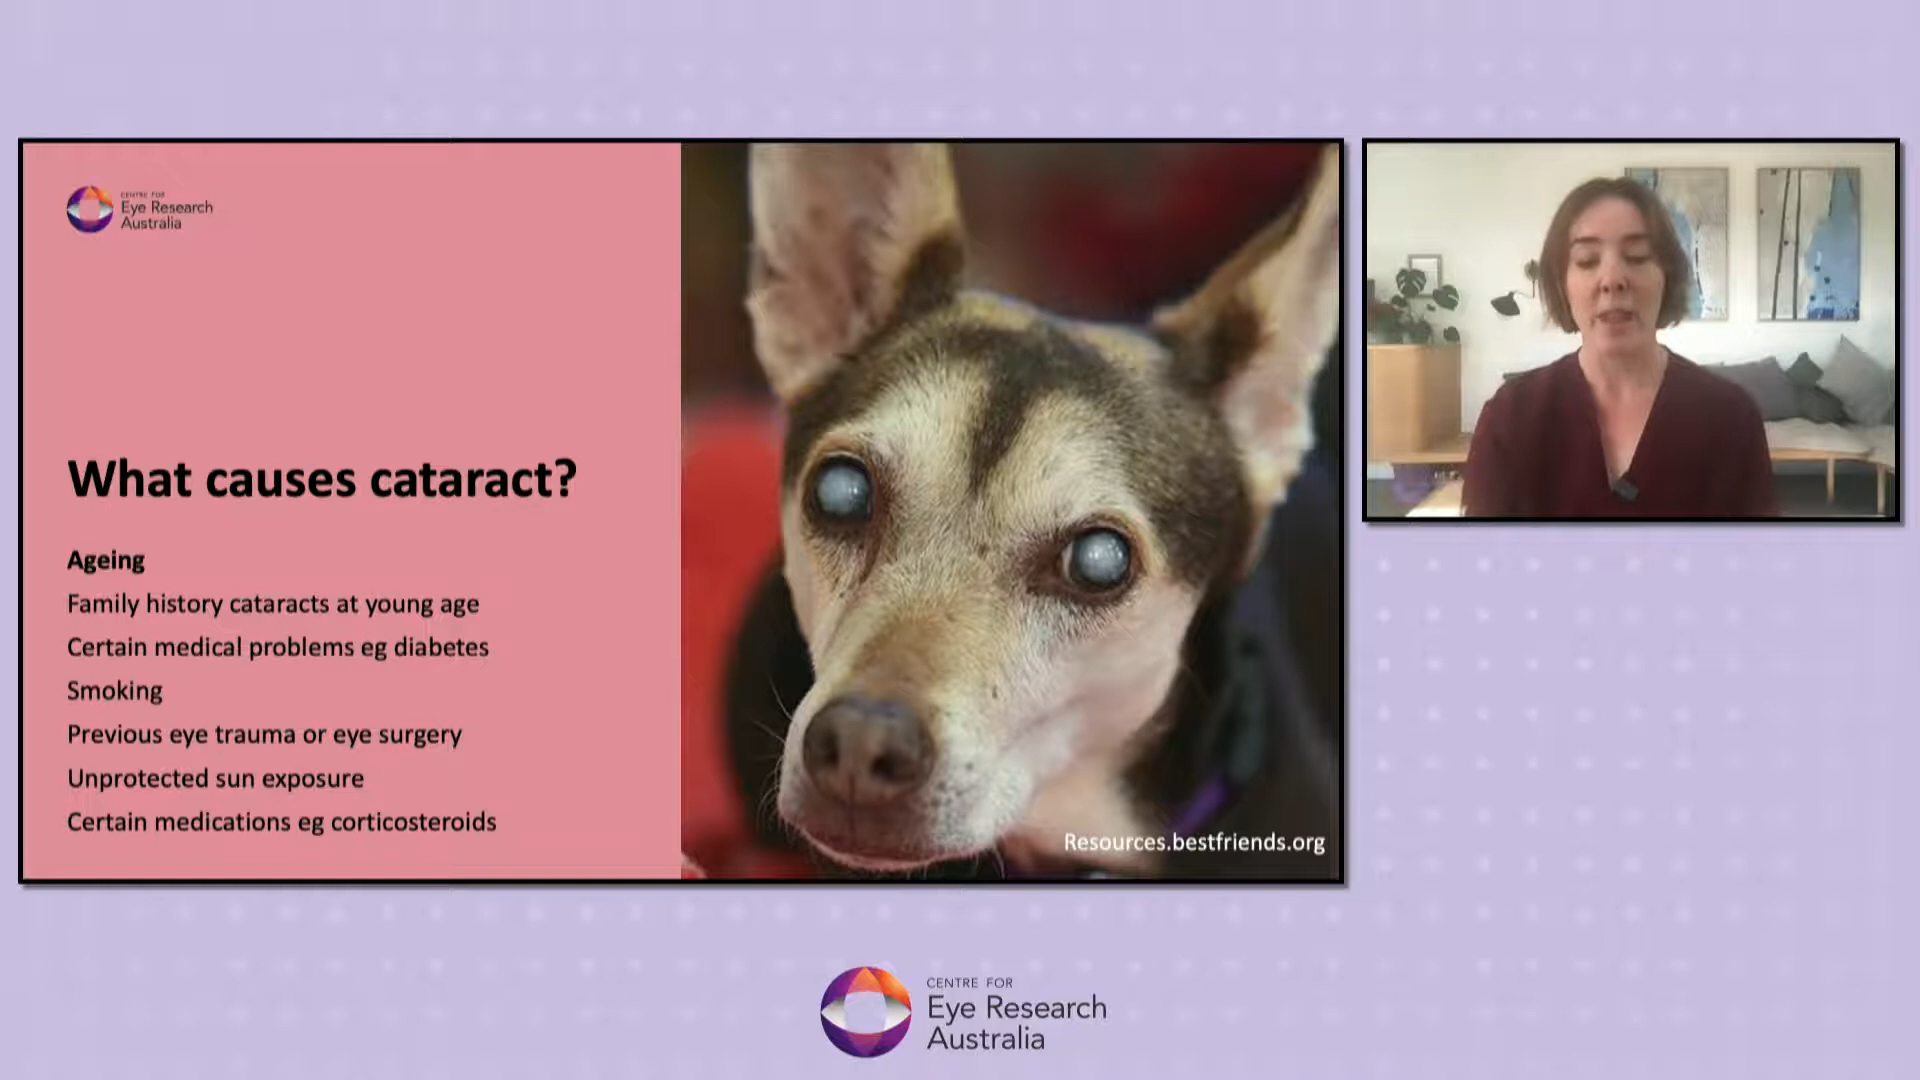 CENTRE FOR
Eye Research
Australia
What causes cataract?
Ageing
Family history cataracts at young age
Certain medical problems eg diabetes
Smoking
Previous eye trauma or eye surgery
Unprotected sun exposure
Certain medications eg corticosteroids
Resources.bestfriends.org
CENTRE FOR
Eye Research
Australia